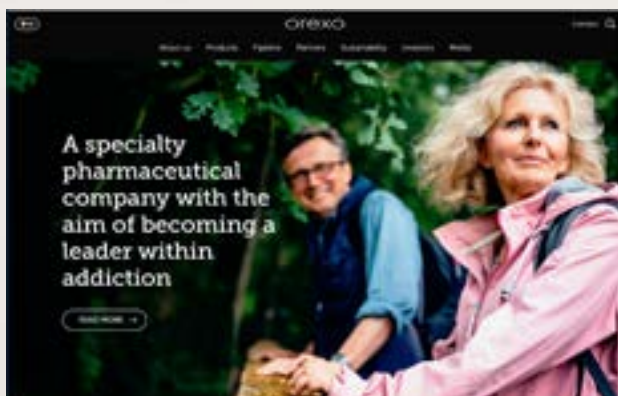 orexo
Contact
About us Products Pipeline Partners Sustainability Investors Media
A specialty
pharmaceutical
company with the
aim of becoming a
leader within
addiction
READ MORE →